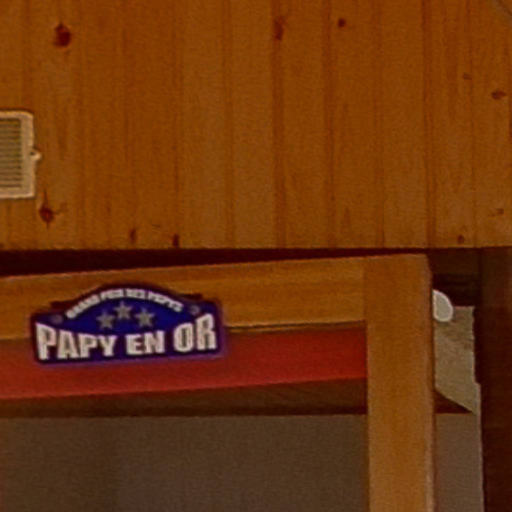 GRAND PRIX DES PAPYS
PAPY EN OR